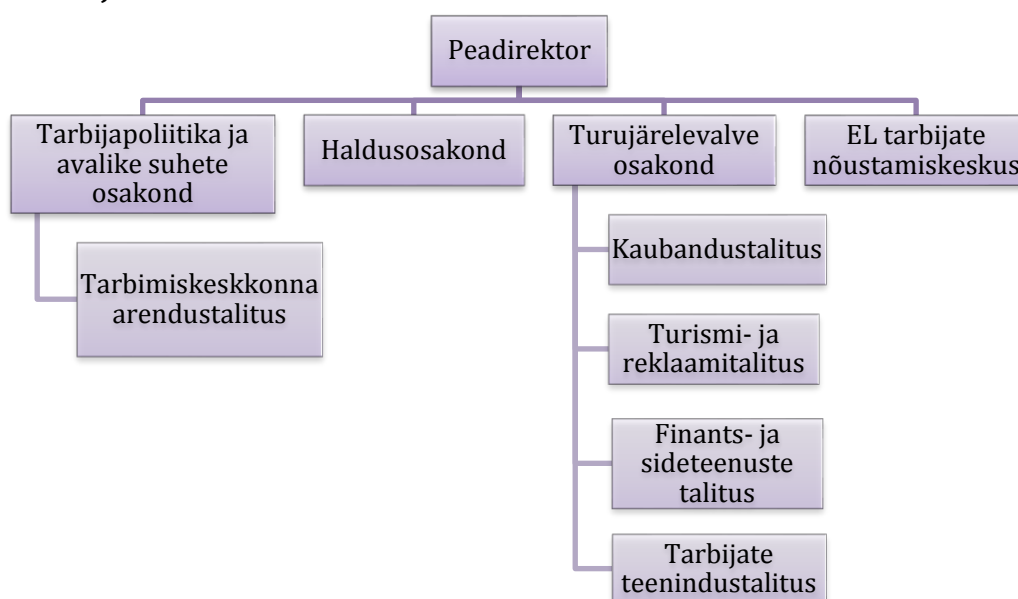 Peadirektor
Tarbijapoliitika ja
avalike suhete
osakond
Haldusosakond
Turujärelevalve
osakond
EL tarbijate
nõustamiskeskus
Tarbimiskeskkonna
arendustalitus
Kaubandustalitus
Turismi- ja
reklaamitalitus
Finants- ja
sideteenuste
talitus
Tarbijate
teenindustalitus